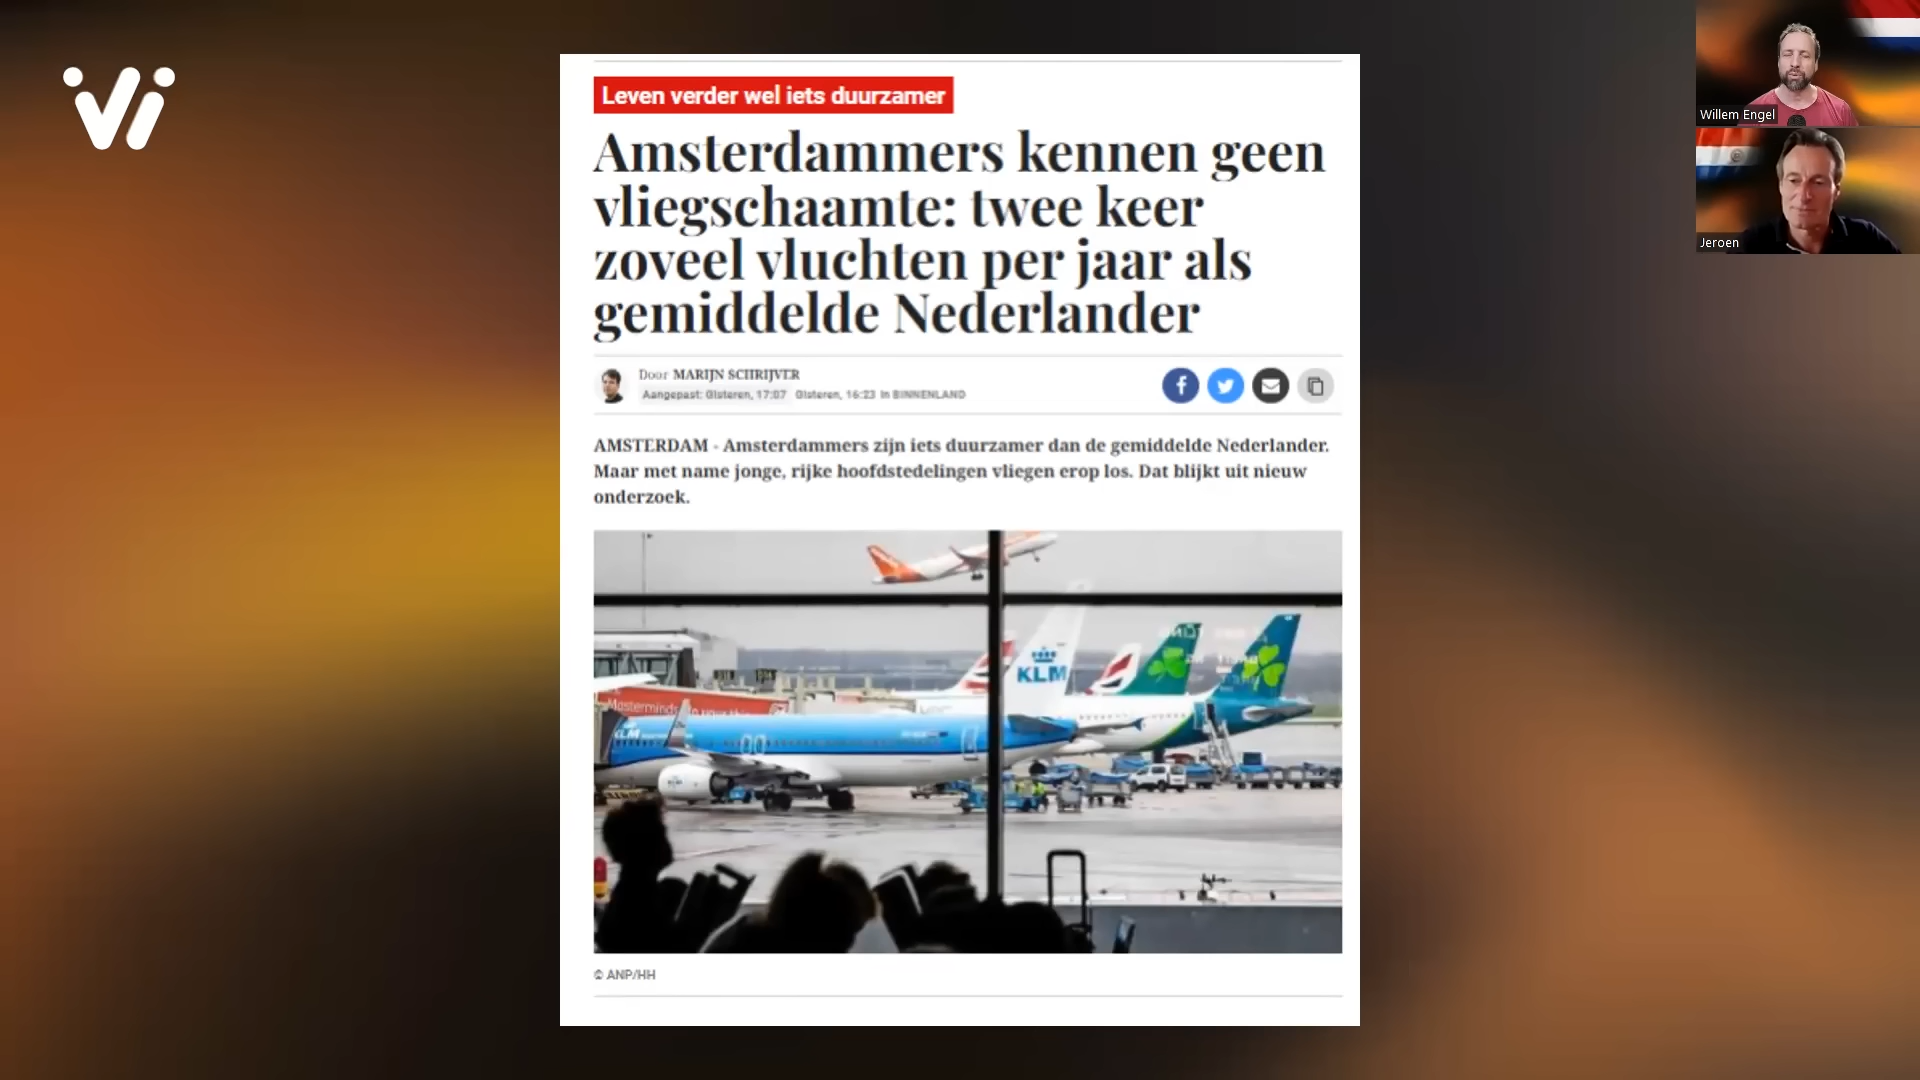 Vi
Leven verder wel iets duurzamer
Amsterdammers kennen geen
vliegschaamte: twee keer
zoveel vluchten per jaar als
gemiddelde Nederlander
Door MARIJN SCHRIJVER
Aangepast: Gisteren, 17:07 Gisteren, 16:23 in BINNENLAND
AMSTERDAM - Amsterdammers zijn iets duurzamer dan de gemiddelde Nederlander.
Maar met name jonge, rijke hoofdstedelingen vliegen erop los. Dat blijkt uit nieuw
onderzoek.
KLM
Masterminds
KLM
© ANP/HH
Willem Engel
Jeroen